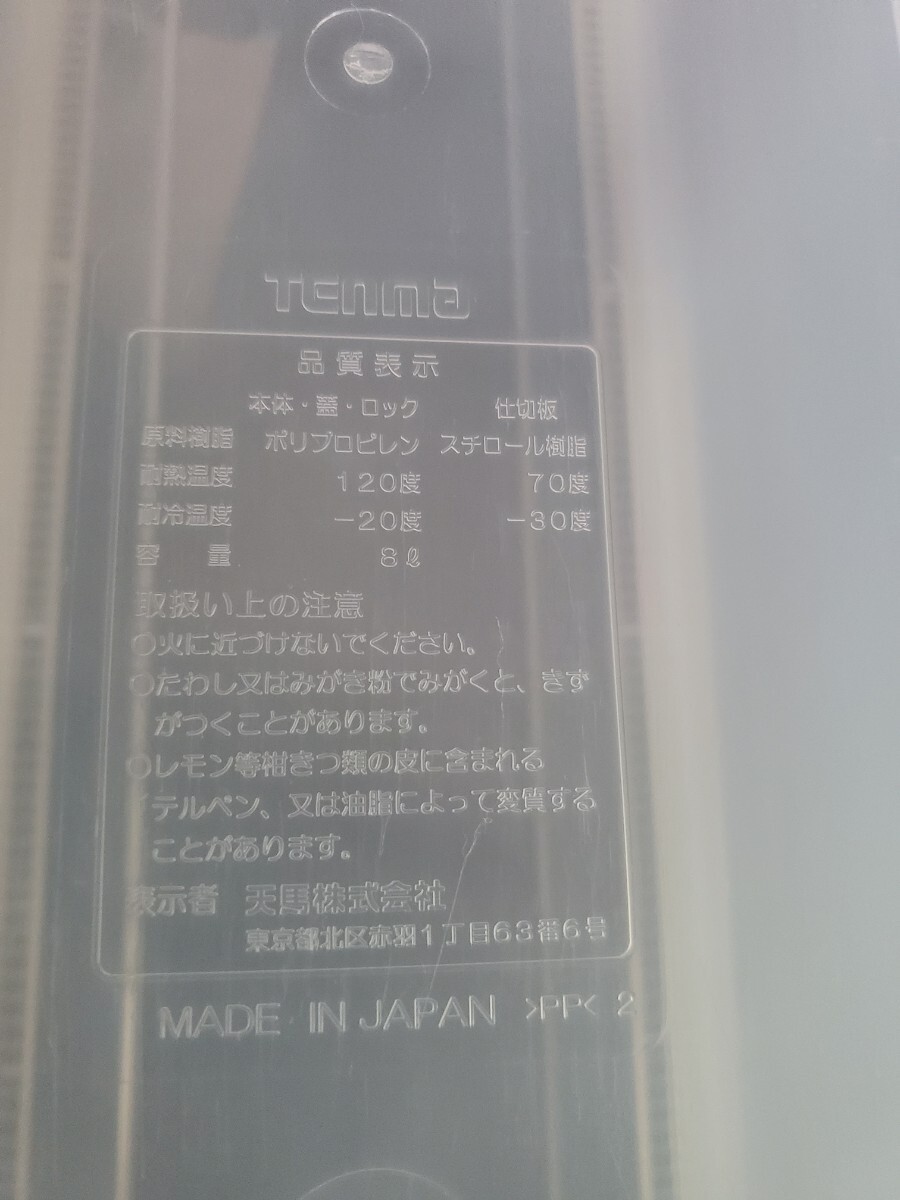 TENMA
品質表示
本体・蓋・ロック 仕切板
原料樹脂 ポリプロピレン スチロール樹脂
耐熱温度 120度 70度
耐冷温度 -20度 -30度
容量 8ℓ
取扱い上の注意
○火に近づけないでください。
○たわし又はみがき粉でみがくと、きず
がつくことがあります。
○レモン等柑きつ類の皮に含まれる
テルペン、又は油脂によって変質する
ことがあります。
表示者 天馬株式会社
東京都北区赤羽1丁目63番6号
MADE IN JAPAN >PP< 2